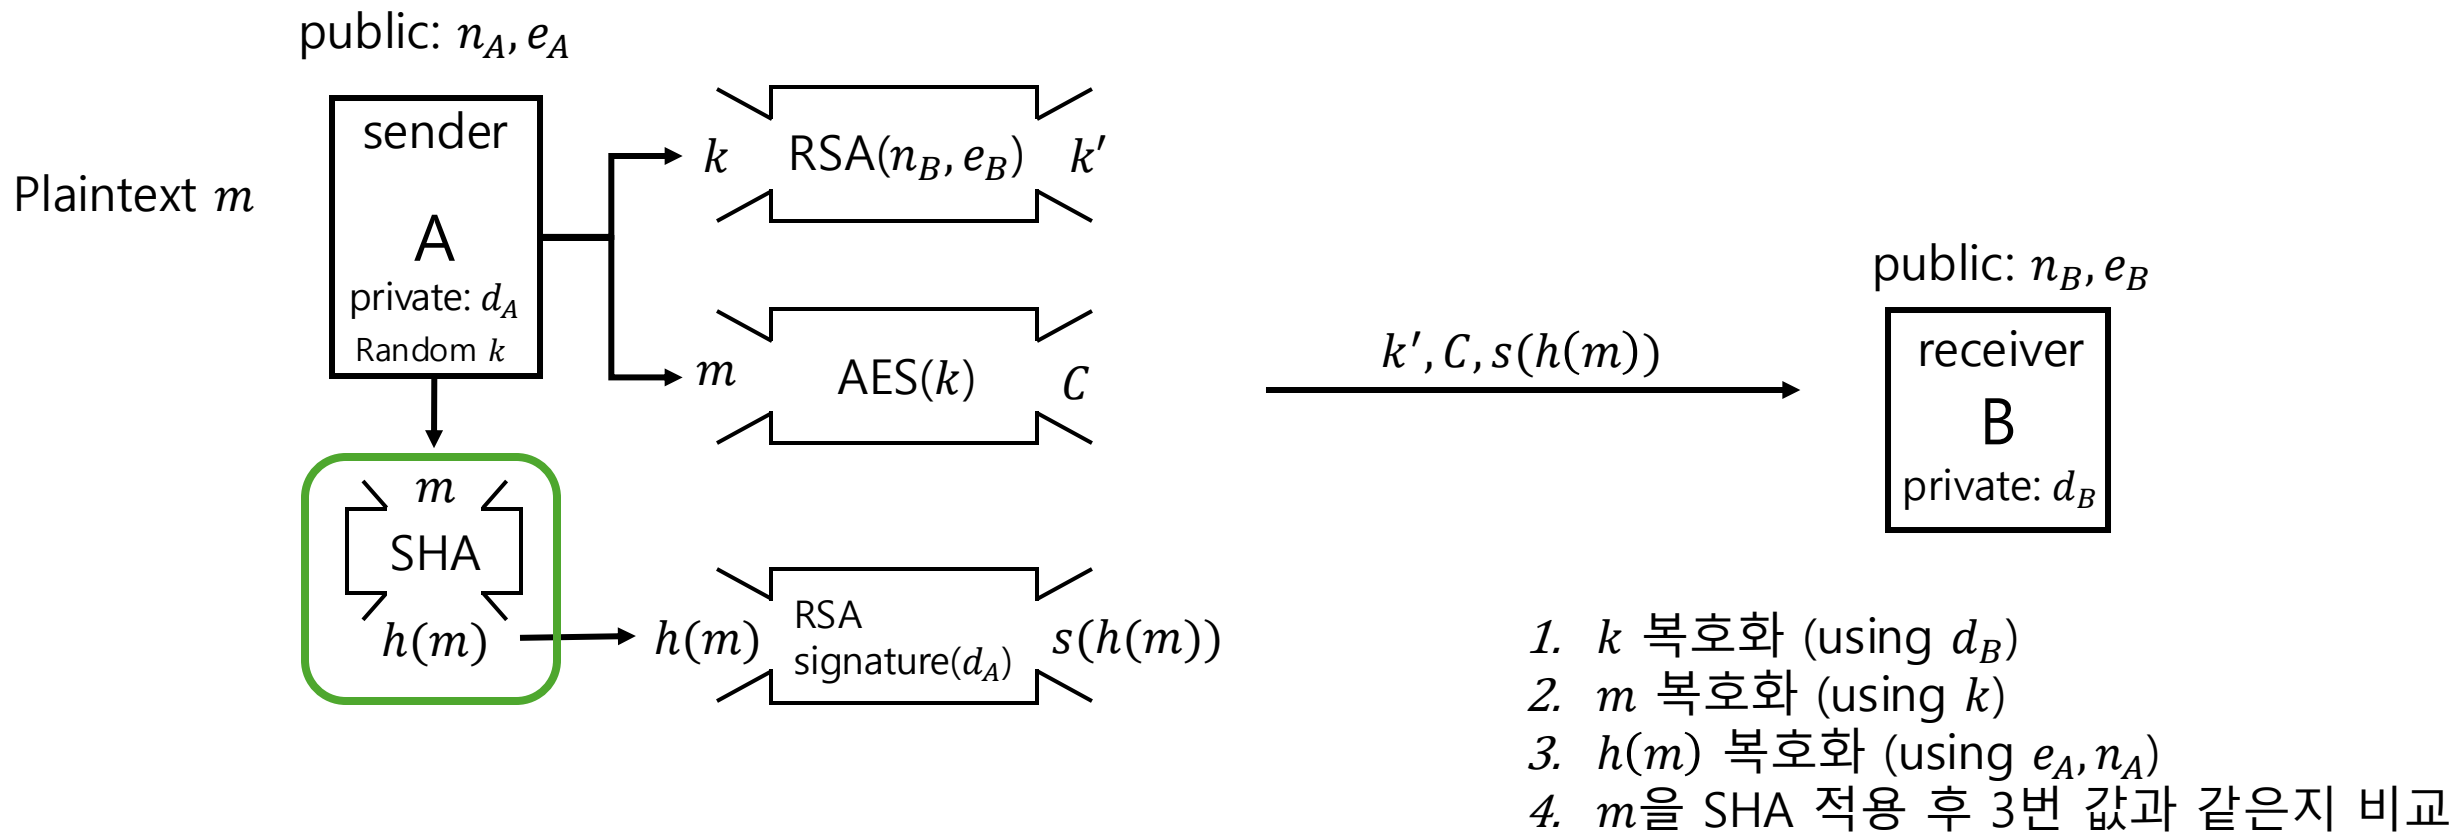 public: n_A, e_A
Plaintext m
sender
A
private: d_A
Random k
k RSA(n_B, e_B) k′
m AES(k) C
m
SHA
h(m)
h(m) RSA signature(d_A) s(h(m))
k′, C, s(h(m))
public: n_B, e_B
receiver
B
private: d_B
1. k 복호화 (using d_B)
2. m 복호화 (using k)
3. h(m) 복호화 (using e_A, n_A)
4. m을 SHA 적용 후 3번 값과 같은지 비교